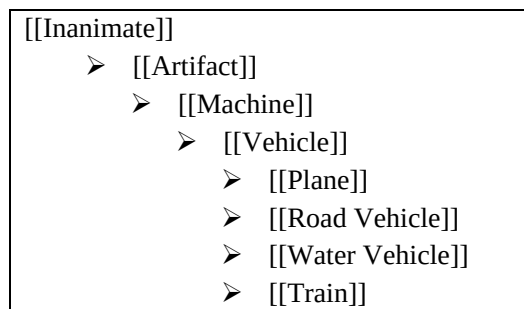 [[Inanimate]]
➢ [[Artifact]]
➢ [[Machine]]
➢ [[Vehicle]]
➢ [[Plane]]
➢ [[Road Vehicle]]
➢ [[Water Vehicle]]
➢ [[Train]]